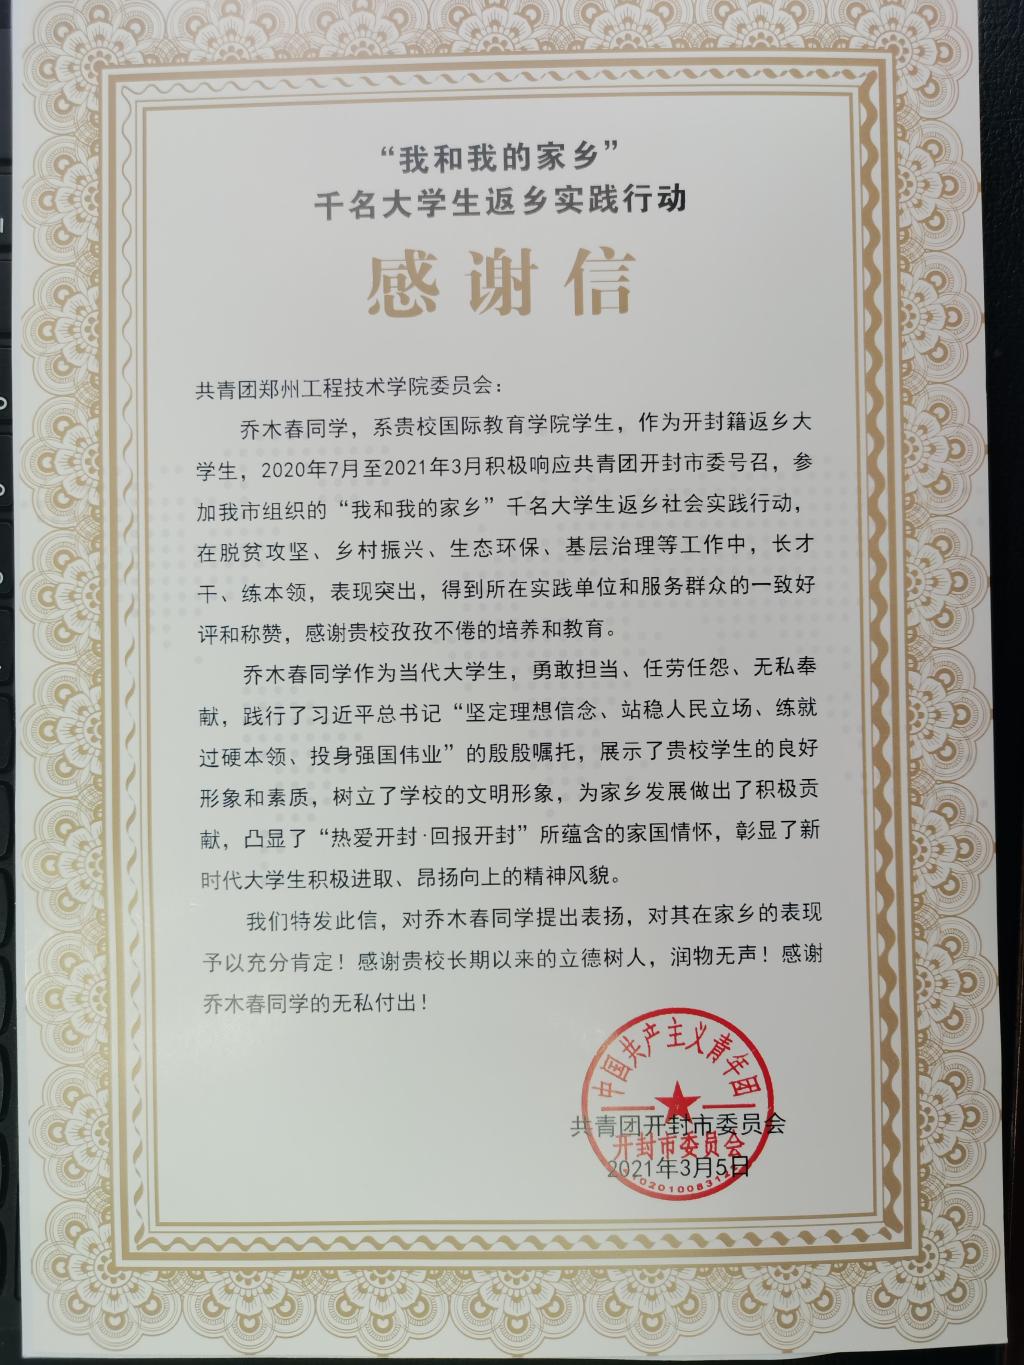 “我和我的家乡”
千名大学生返乡实践行动
感谢信
共青团郑州工程技术学院委员会：
乔木春同学，系贵校国际教育学院学生，作为开封籍返乡大
学生，2020年7月至2021年3月积极响应共青团开封市委号召，参
加我市组织的“我和我的家乡”千名大学生返乡社会实践行动，
在脱贫攻坚、乡村振兴、生态环保、基层治理等工作中，长才
干、练本领，表现突出，得到所在实践单位和服务群众的一致好
评和称赞，感谢贵校孜孜不倦的培养和教育。
乔木春同学作为当代大学生，勇敢担当、任劳任怨、无私奉
献，践行了习近平总书记“坚定理想信念、站稳人民立场、练就
过硬本领、投身强国伟业”的殷殷嘱托，展示了贵校学生的良好
形象和素质，树立了学校的文明形象，为家乡发展做出了积极贡
献，凸显了“热爱开封·回报开封”所蕴含的家国情怀，彰显了新
时代大学生积极进取、昂扬向上的精神风貌。
我们特发此信，对乔木春同学提出表扬，对其在家乡的表现
予以充分肯定！感谢贵校长期以来的立德树人，润物无声！感谢
乔木春同学的无私付出！
中国共产主义青年团
共青团开封市委员会
开封市委员会
2021年3月5日